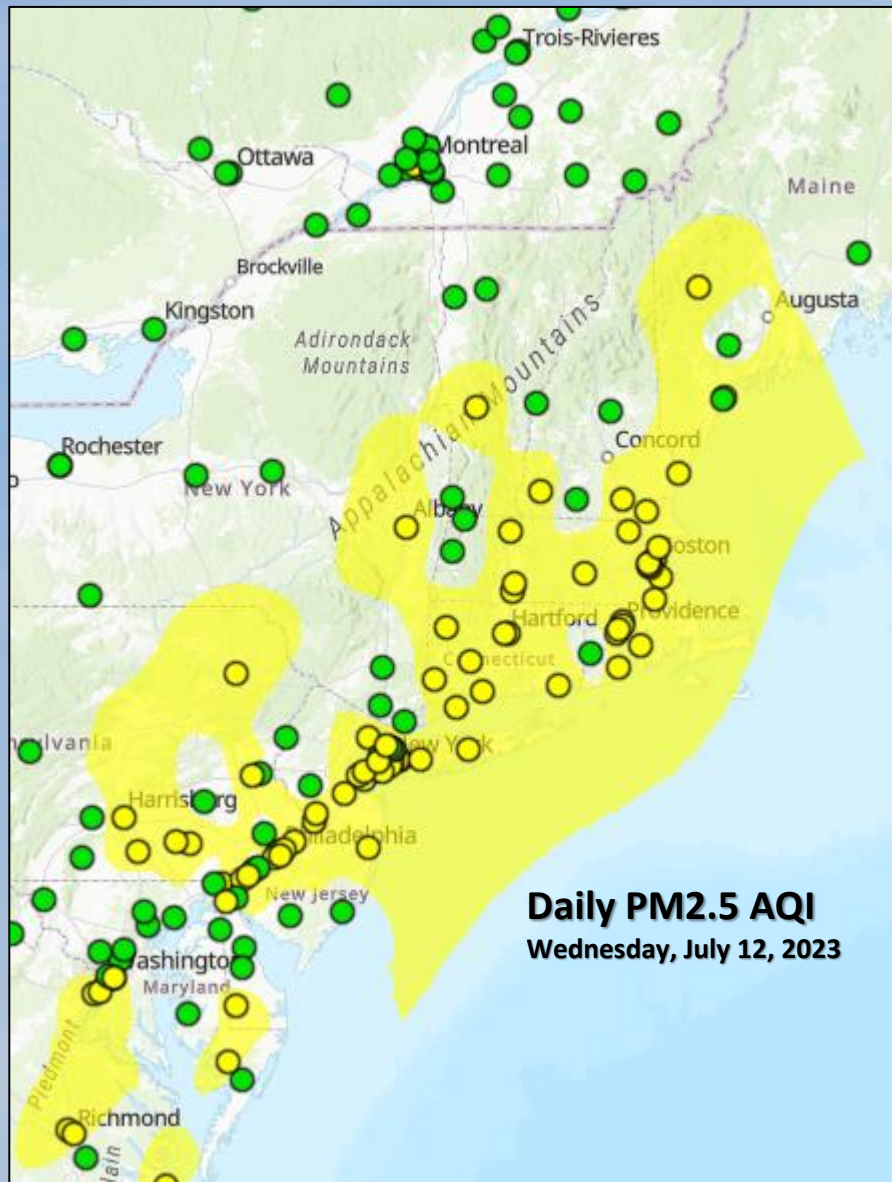 Trois-Rivieres
Montreal
Ottawa
Maine
Brockville
Augusta
Kingston
Adirondack
Mountains
Appalachian Mountains
Concord
Rochester
New York
Albany
Boston
Hartford
Providence
Connecticut
New York
Harrisburg
Philadelphia
New Jersey
Daily PM2.5 AQI
Wednesday, July 12, 2023
Washington
Maryland
Piedmont
Richmond